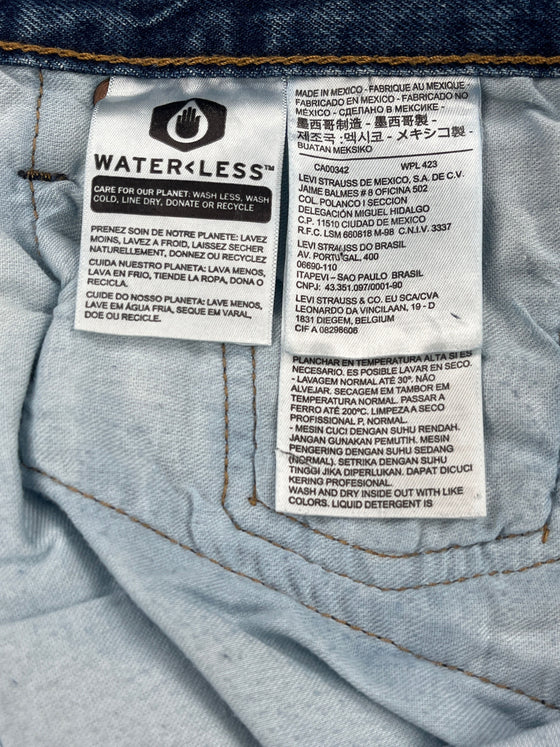 WATER<LESS™
CARE FOR OUR PLANET: WASH LESS, WASH
COLD, LINE DRY, DONATE OR RECYCLE
PRENEZ SOIN DE NOTRE PLANETE: LAVEZ
MOINS, LAVEZ A FROID, LAISSEZ SECHER
NATURELLEMENT, DONNEZ OU RECYCLEZ
CUIDA NUESTRO PLANETA: LAVA MENOS,
LAVA EN FRIO, TIENDE LA ROPA, DONA O
RECICLA.
CUIDE DO NOSSO PLANETA: LAVE MENOS,
LAVE EM ÁGUA FRIA, SEQUE EM VARAL,
DOE OU RECICLE.
MADE IN MEXICO - FABRIQUE AU MEXIQUE -
FABRICADO EN MEXICO - FABRICADO NO
MÉXICO - СДЕЛАНО В МЕКСИКЕ -
墨西哥制造 - 墨西哥製造 -
제조국 :멕시코 - メキシコ製 -
BUATAN MEKSIKO
CA00342 WPL 423
LEVI STRAUSS DE MEXICO, S.A. DE C.V.
JAIME BALMES # 8 OFICINA 502
COL. POLANCO I SECCION
DELEGACIÓN MIGUEL HIDALGO
C.P. 11510 CIUDAD DE MEXICO
R.F.C. LSM 660818 M-98 C.N.I.V. 3337
LEVI STRAUSS DO BRASIL
AV. PORTUGAL, 400
06690-110
ITAPEVI - SAO PAULO BRASIL
CNPJ: 43.351.097/0001-90
LEVI STRAUSS & CO. EU SCA/CVA
LEONARDO DA VINCILAAN, 19 - D
1831 DIEGEM, BELGIUM
CIF A 08298606
PLANCHAR EN TEMPERATURA ALTA SI ES
NECESARIO. ES POSIBLE LAVAR EN SECO.
- LAVAGEM NORMAL ATÉ 30º. NÃO
ALVEJAR. SECAGEM EM TAMBOR EM
TEMPERATURA NORMAL. PASSAR A
FERRO ATÉ 200ºC. LIMPEZA A SECO
PROFISSIONAL P, NORMAL.
- MESIN CUCI DENGAN SUHU RENDAH.
JANGAN GUNAKAN PEMUTIH. MESIN
PENGERING DENGAN SUHU SEDANG
(NORMAL). SETRIKA DENGAN SUHU
TINGGI JIKA DIPERLUKAN. DAPAT DICUCI
KERING PROFESIONAL.
WASH AND DRY INSIDE OUT WITH LIKE
COLORS. LIQUID DETERGENT IS